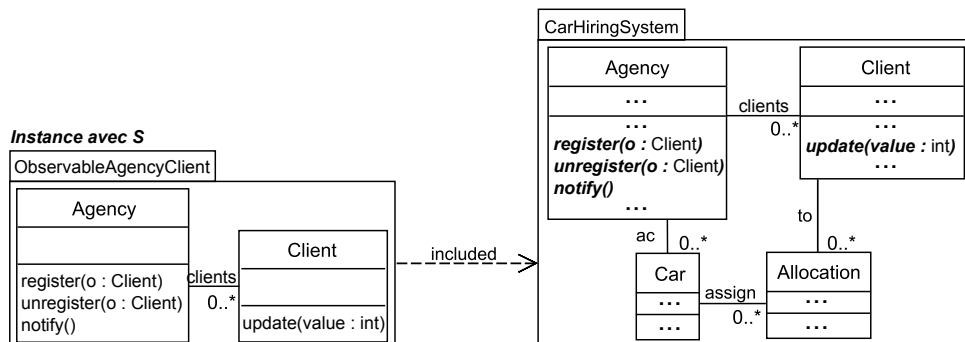 Instance avec S
ObservableAgencyClient
Agency
register(o : Client)
unregister(o : Client)
notify()
clients
0..*
Client
update(value : int)
included
CarHiringSystem
Agency
...
...
register(o : Client)
unregister(o : Client)
notify()
...
clients
0..*
Client
...
...
update(value : int)
...
ac
0..*
to
0..*
Car
...
...
assign
0..*
Allocation
...
...